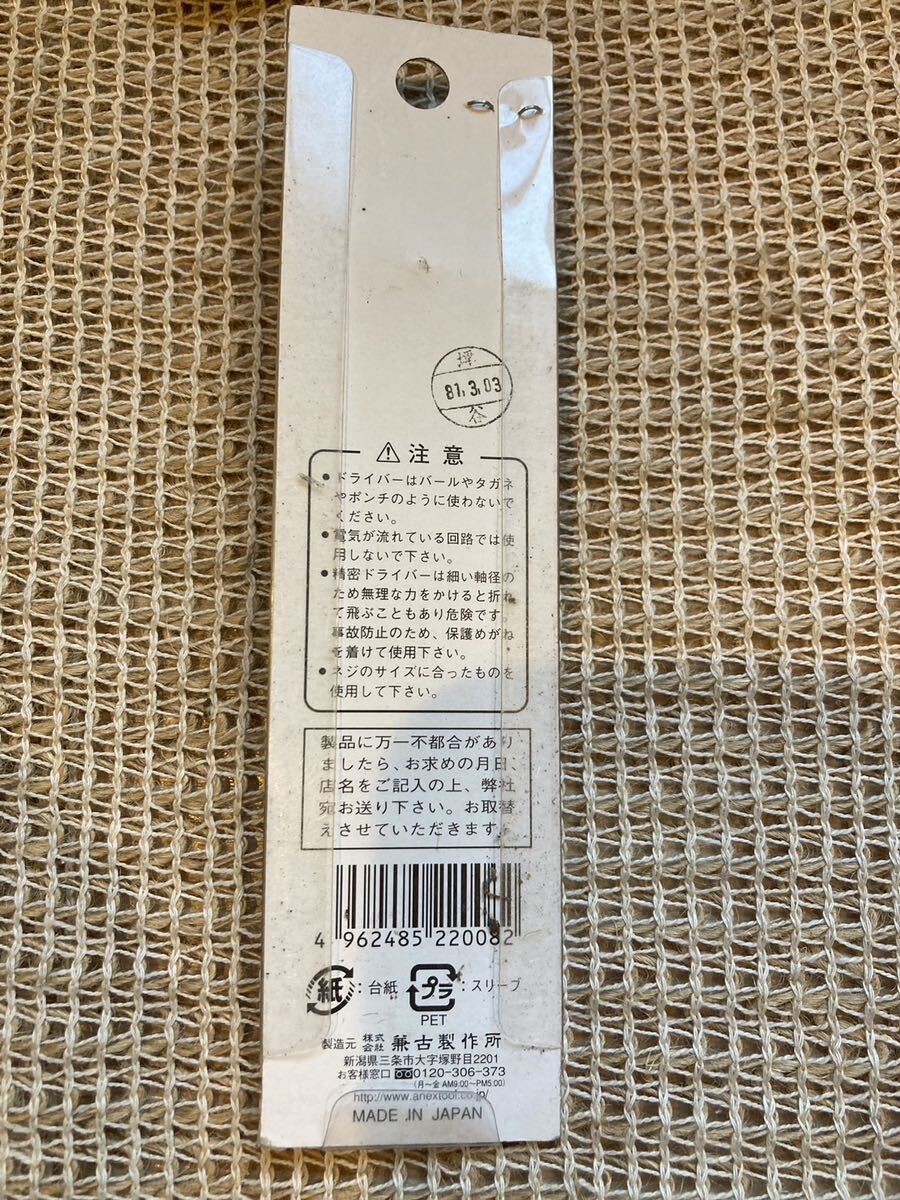 坪
81.3.03
谷
⚠注意
●ドライバーはバールやタガネ
やポンチのように使わないで
ください。
●電気が流れている回路では使
用しないで下さい。
●精密ドライバーは細い軸径の
ため無理な力をかけると折れ
て飛ぶこともあり危険です。
事故防止のため、保護めがね
を着けて使用下さい。
●ネジのサイズに合ったものを
使用して下さい。
製品に万一不都合があり
ましたら、お求めの月日、
店名をご記入の上、弊社
宛お送り下さい。お取替
えさせていただきます。
4 962485 220082
紙:台紙 プラ:スリーブ
PET
製造元 株式会社 兼古製作所
新潟県三条市大字塚野目2201
お客様窓口 0120-306-373
(月〜金 AM9:00〜PM5:00)
http://www.anextool.co.jp/
MADE IN JAPAN